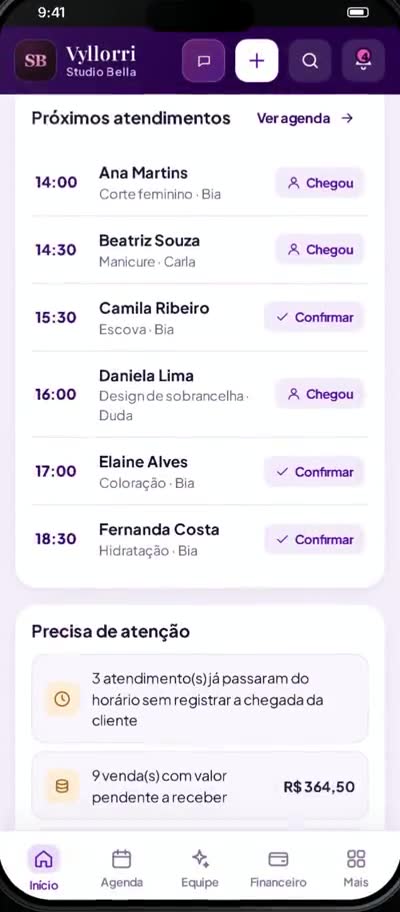 9:41
SB
Vyllorri
Studio Bella
Próximos atendimentos
Ver agenda →
14:00
Ana Martins
Corte feminino · Bia
Chegou
14:30
Beatriz Souza
Manicure · Carla
Chegou
15:30
Camila Ribeiro
Escova · Bia
Confirmar
16:00
Daniela Lima
Design de sobrancelha ·
Duda
Chegou
17:00
Elaine Alves
Coloração · Bia
Confirmar
18:30
Fernanda Costa
Hidratação · Bia
Confirmar
Precisa de atenção
3 atendimento(s) já passaram do
horário sem registrar a chegada da
cliente
9 venda(s) com valor
pendente a receber
R$ 364,50
Início
Agenda
Equipe
Financeiro
Mais